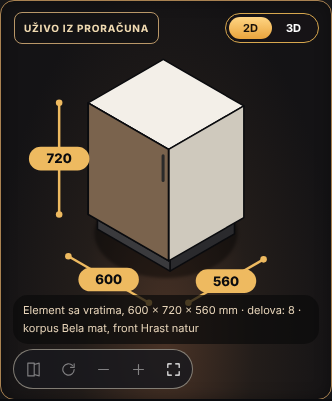 UŽIVO IZ PRORAČUNA
2D
3D
720
600
560
Element sa vratima, 600 × 720 × 560 mm · delova: 8 ·
korpus Bela mat, front Hrast natur